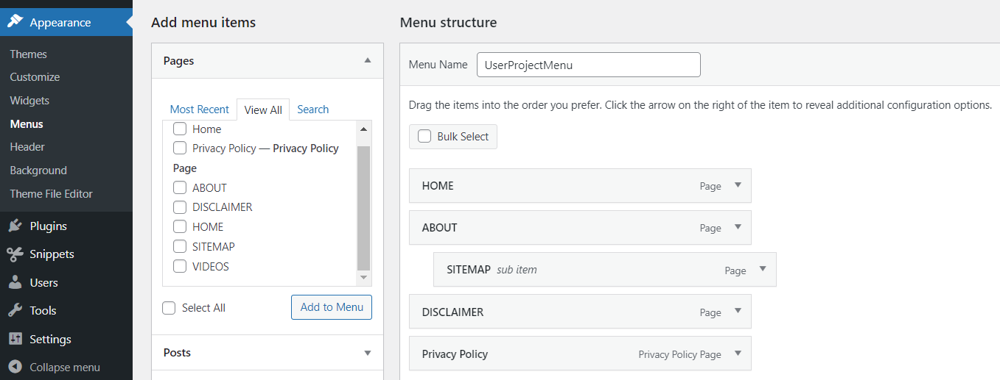 Appearance
Themes
Customize
Widgets
Menus
Header
Background
Theme File Editor
Plugins
Snippets
Users
Tools
Settings
Collapse menu
Add menu items
Pages
Most Recent View All Search
Home
Privacy Policy — Privacy Policy
Page
ABOUT
DISCLAIMER
HOME
SITEMAP
VIDEOS
Select All Add to Menu
Posts
Menu structure
Menu Name UserProjectMenu
Drag the items into the order you prefer. Click the arrow on the right of the item to reveal additional configuration options.
Bulk Select
HOME Page
ABOUT Page
SITEMAP sub item Page
DISCLAIMER Page
Privacy Policy Privacy Policy Page